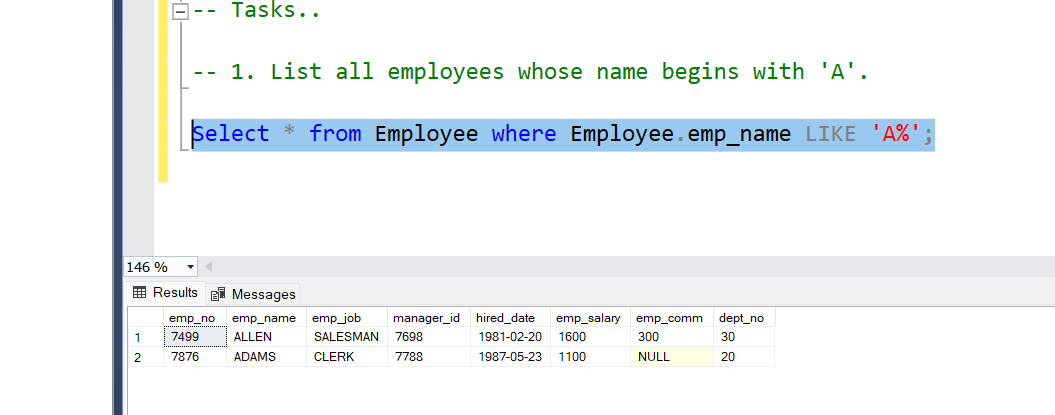 -- Tasks..
-- 1. List all employees whose name begins with 'A'.
Select * from Employee where Employee.emp_name LIKE 'A%';
146 %
Results Messages
emp_no emp_name emp_job manager_id hired_date emp_salary emp_comm dept_no
1 7499 ALLEN SALESMAN 7698 1981-02-20 1600 300 30
2 7876 ADAMS CLERK 7788 1987-05-23 1100 NULL 20